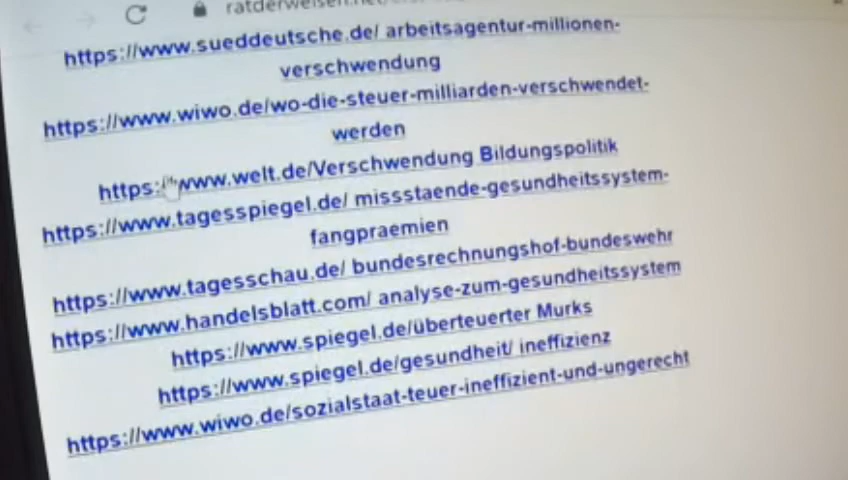 ratderweisen.
https://www.sueddeutsche.de/ arbeitsagentur-millionen-
verschwendung
https://www.wiwo.de/wo-die-steuer-milliarden-verschwendet-
werden
https://www.welt.de/Verschwendung Bildungspolitik
https://www.tagesspiegel.de/ missstaende-gesundheitssystem-
fangpraemien
https://www.tagesschau.de/ bundesrechnungshof-bundeswehr
https://www.handelsblatt.com/ analyse-zum-gesundheitssystem
https://www.spiegel.de/überteuerter Murks
https://www.spiegel.de/gesundheit/ ineffizienz
https://www.wiwo.de/sozialstaat-teuer-ineffizient-und-ungerecht